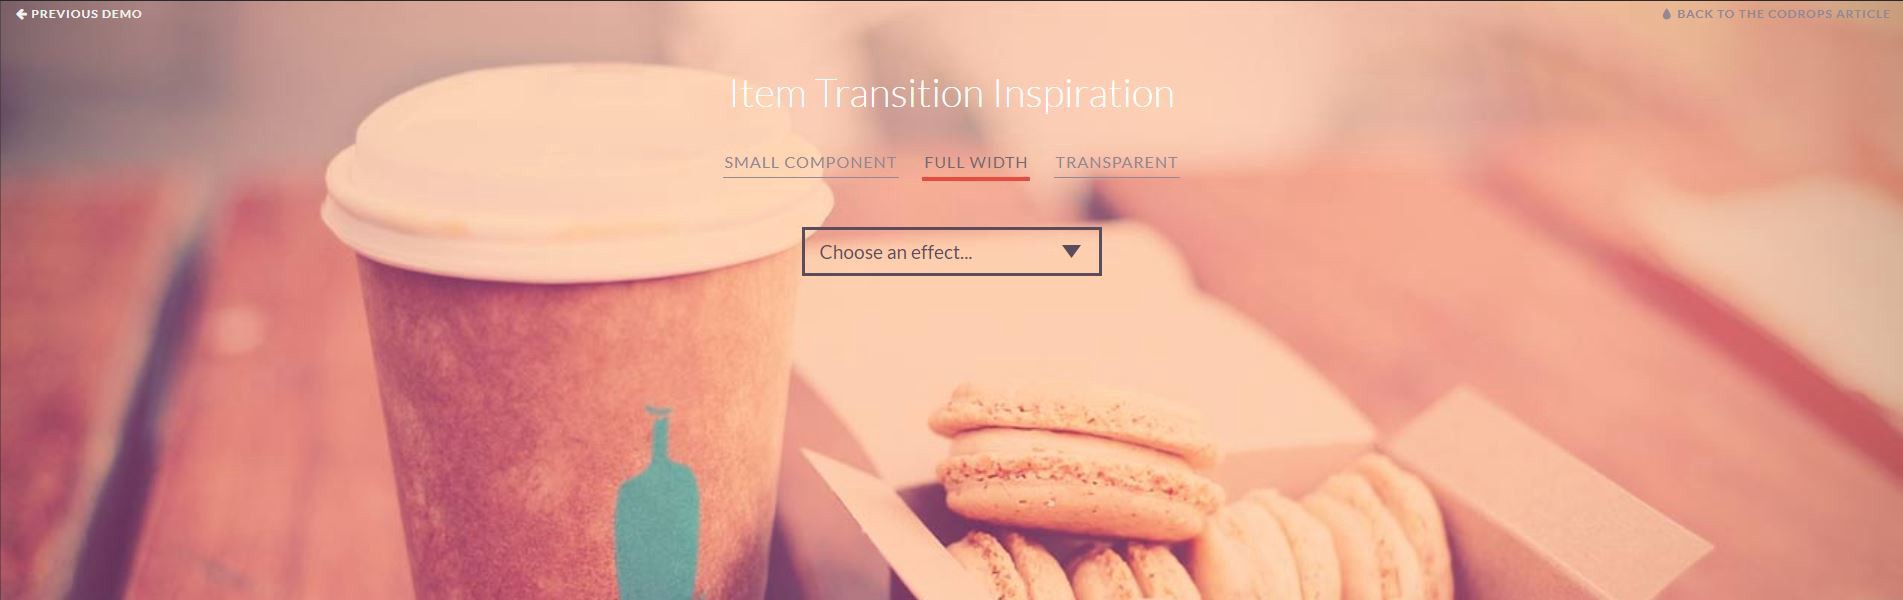 PREVIOUS DEMO
BACK TO THE CODROPS ARTICLE
Item Transition Inspiration
SMALL COMPONENT FULL WIDTH TRANSPARENT
Choose an effect...